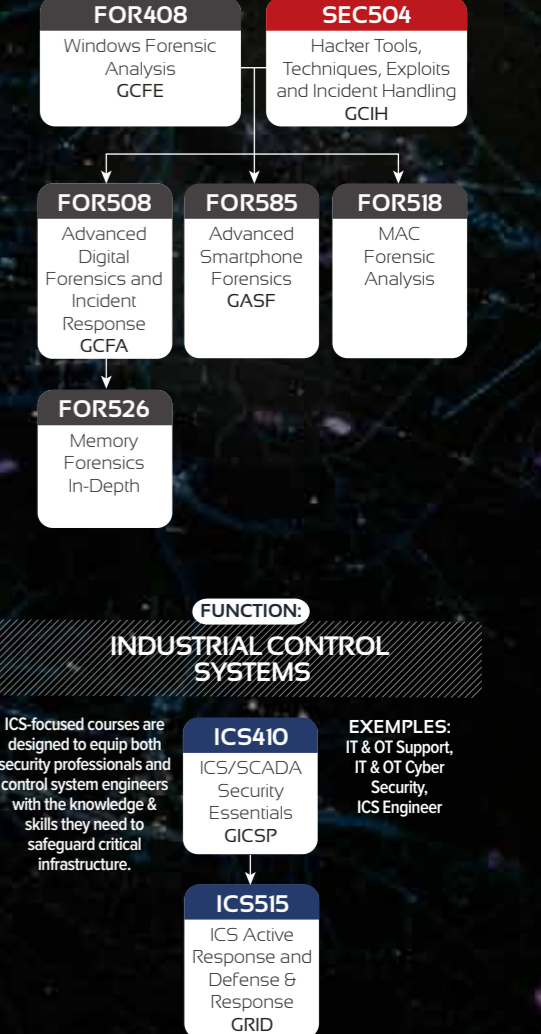 FOR408
Windows Forensic
Analysis
GCFE
SEC504
Hacker Tools,
Techniques, Exploits
and Incident Handling
GCIH
FOR508
Advanced
Digital
Forensics and
Incident
Response
GCFA
FOR585
Advanced
Smartphone
Forensics
GASF
FOR518
MAC
Forensic
Analysis
FOR526
Memory
Forensics
In-Depth
FUNCTION:
INDUSTRIAL CONTROL
SYSTEMS
ICS-focused courses are
designed to equip both
security professionals and
control system engineers
with the knowledge &
skills they need to
safeguard critical
infrastructure.
ICS410
ICS/SCADA
Security
Essentials
GICSP
EXEMPLES:
IT & OT Support,
IT & OT Cyber
Security,
ICS Engineer
ICS515
ICS Active
Response and
Defense &
Response
GRID